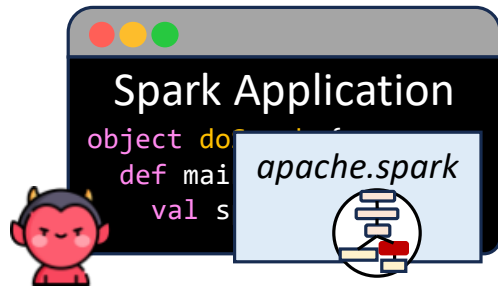 Spark Application
object do
def mai
val s
apache.spark